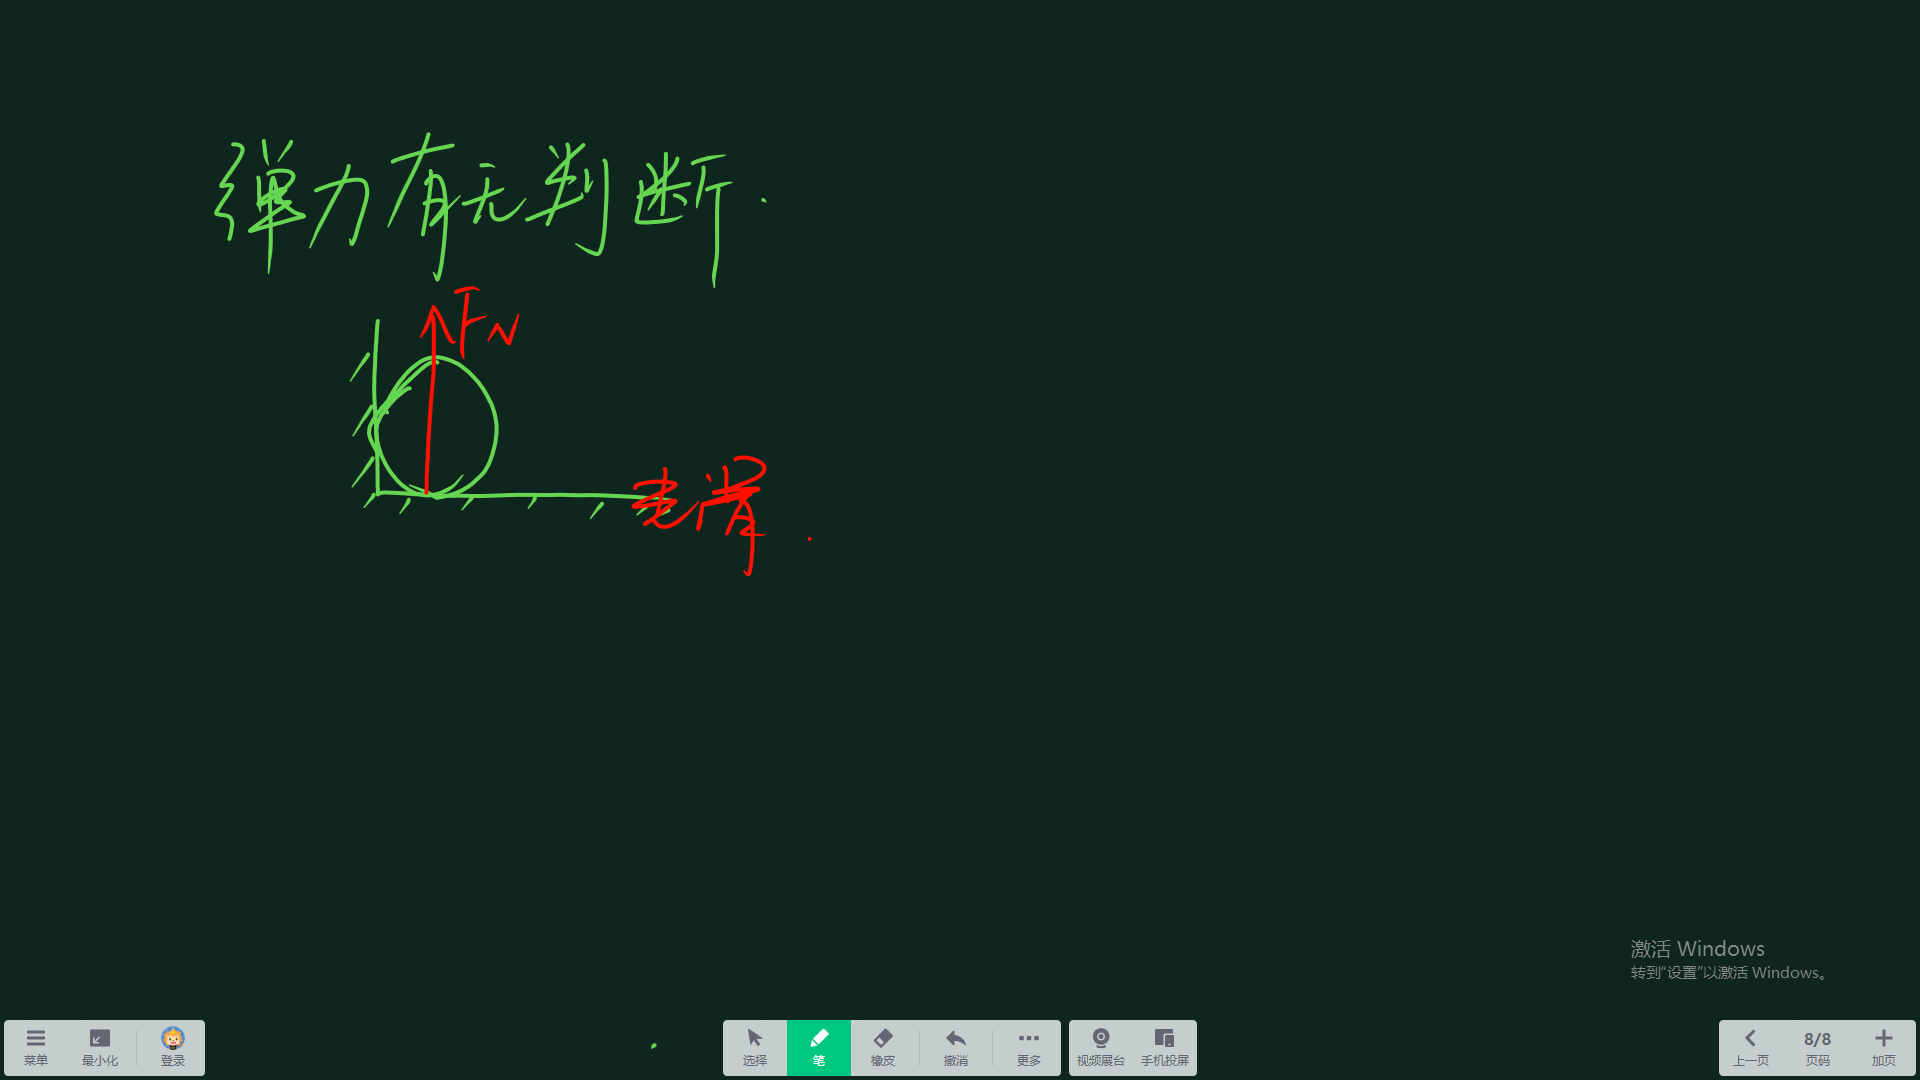 弹力有无判断.
FN
光滑.
激活 Windows
转到“设置”以激活 Windows。
菜单 最小化 登录 选择 笔 橡皮 撤消 更多 视频展台 手机投屏 上一页 8/8 页码 加页